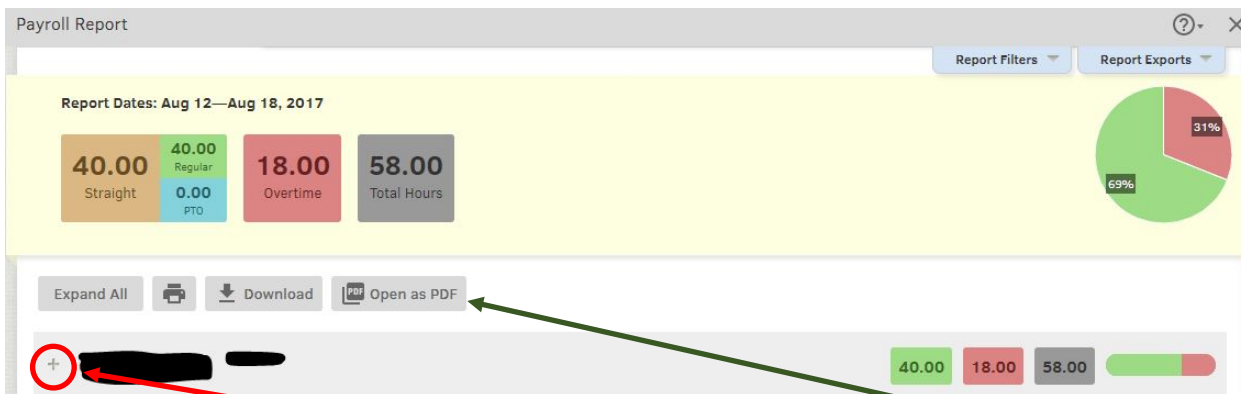 Payroll Report
Report Filters Report Exports
Report Dates: Aug 12—Aug 18, 2017
40.00
Straight
40.00
Regular
0.00
PTO
18.00
Overtime
58.00
Total Hours
31%
69%
Expand All Download PDF Open as PDF
+ 40.00 18.00 58.00